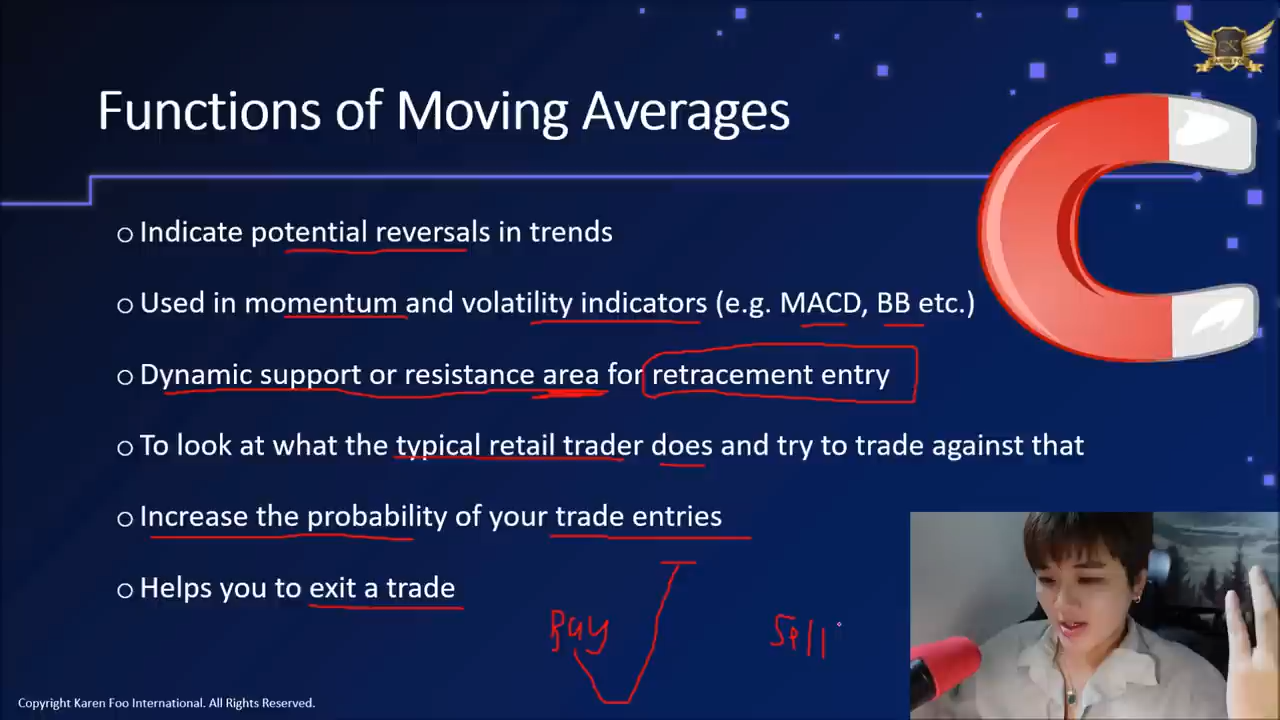 Functions of Moving Averages
○ Indicate potential reversals in trends
○ Used in momentum and volatility indicators (e.g. MACD, BB etc.)
○ Dynamic support or resistance area for retracement entry
○ To look at what the typical retail trader does and try to trade against that
○ Increase the probability of your trade entries
○ Helps you to exit a trade
Buy
Sell
KAREN FOO
Copyright Karen Foo International. All Rights Reserved.